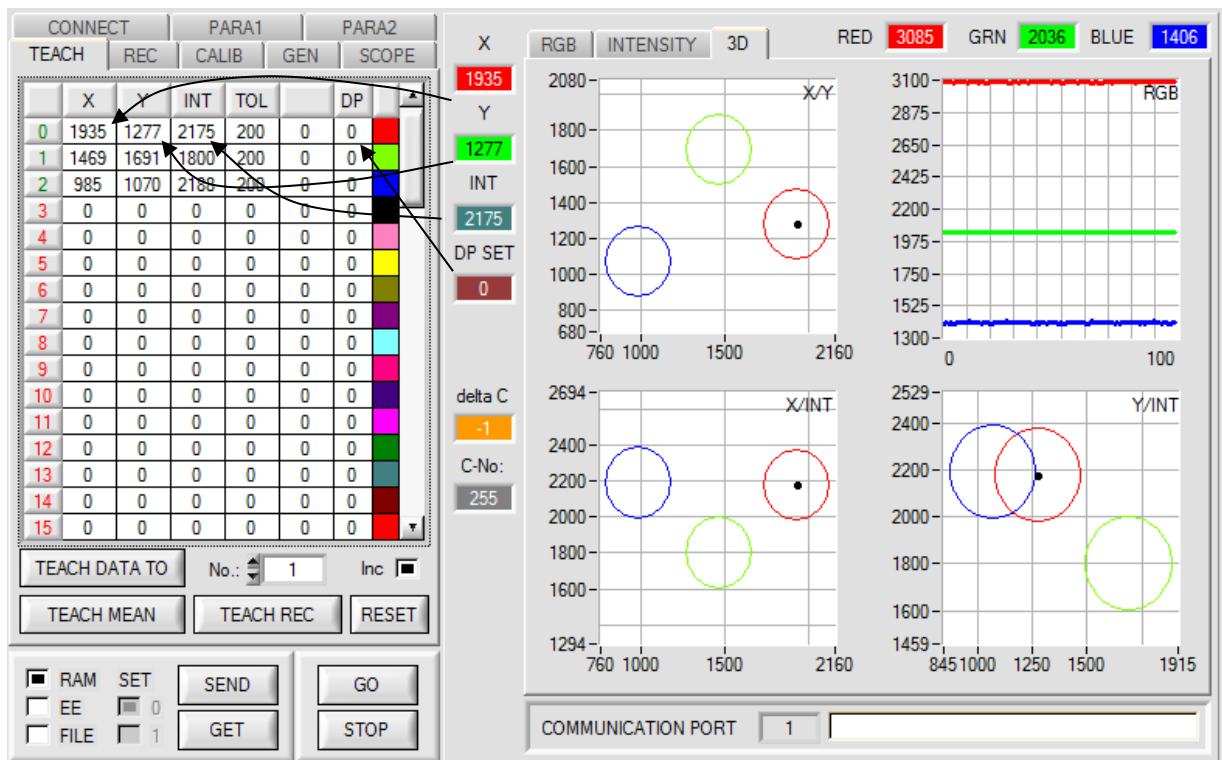 CONNECT PARA1 PARA2
TEACH REC CALIB GEN SCOPE
X Y INT TOL DP
0 1935 1277 2175 200 0 0
1 1469 1691 1800 200 0 0
2 985 1070 2188 200 0 0
3 0 0 0 0 0 0
4 0 0 0 0 0 0
5 0 0 0 0 0 0
6 0 0 0 0 0 0
7 0 0 0 0 0 0
8 0 0 0 0 0 0
9 0 0 0 0 0 0
10 0 0 0 0 0 0
11 0 0 0 0 0 0
12 0 0 0 0 0 0
13 0 0 0 0 0 0
14 0 0 0 0 0 0
15 0 0 0 0 0 0
TEACH DATA TO No.: 1 Inc
TEACH MEAN TEACH REC RESET
RAM SET SEND GO
EE 0
FILE 1 GET STOP
X
1935
Y
1277
INT
2175
DP SET
0
delta C
-1
C-No:
255
RGB INTENSITY 3D RED 3085 GRN 2036 BLUE 1406
X/Y
2080
1800
1600
1400
1200
1000
800
680
760 1000 1500 2160
RGB
3100
2875
2650
2425
2200
1975
1750
1525
1300
0 100
X/INT
2694
2400
2200
2000
1800
1600
1294
760 1000 1500 2160
Y/INT
2529
2400
2200
2000
1800
1600
1459
845 1000 1250 1500 1915
COMMUNICATION PORT 1